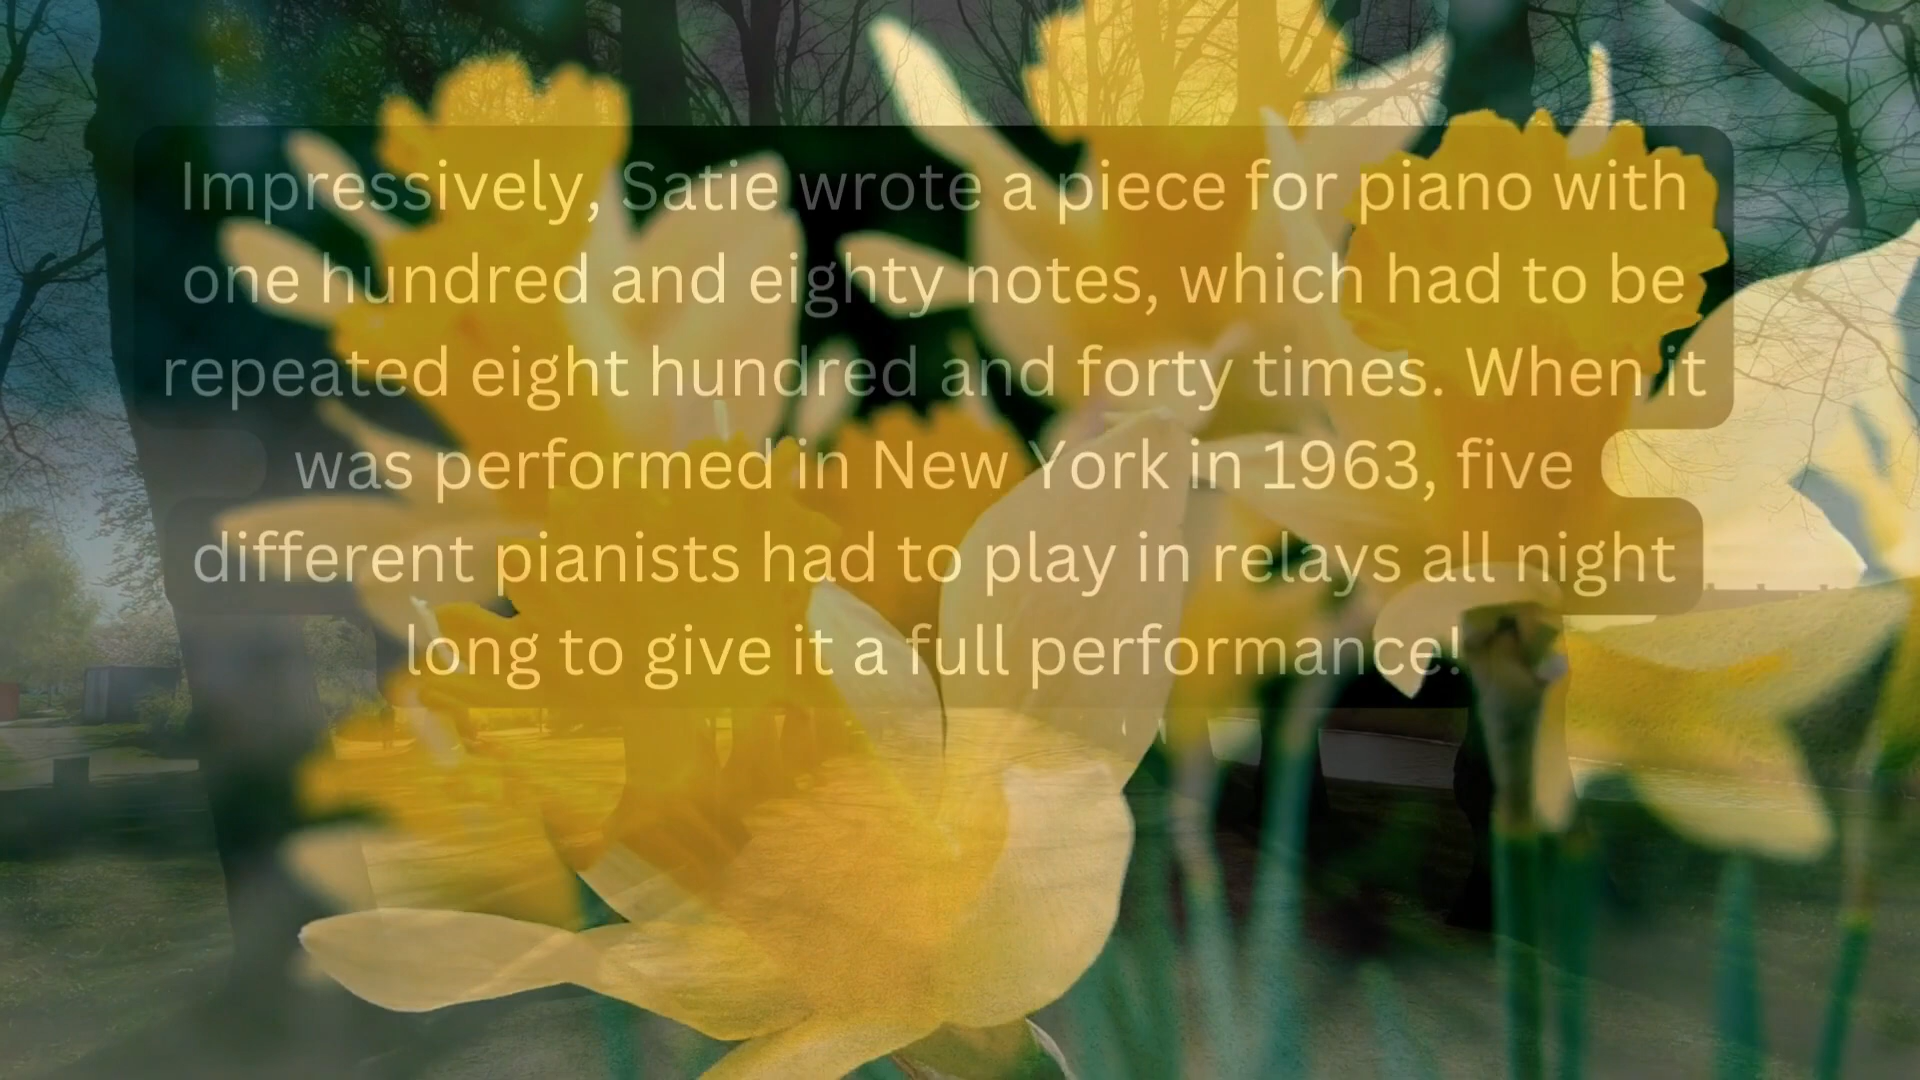 Impressively, Satie wrote a piece for piano with
one hundred and eighty notes, which had to be
repeated eight hundred and forty times. When it
was performed in New York in 1963, five
different pianists had to play in relays all night
long to give it a full performance!